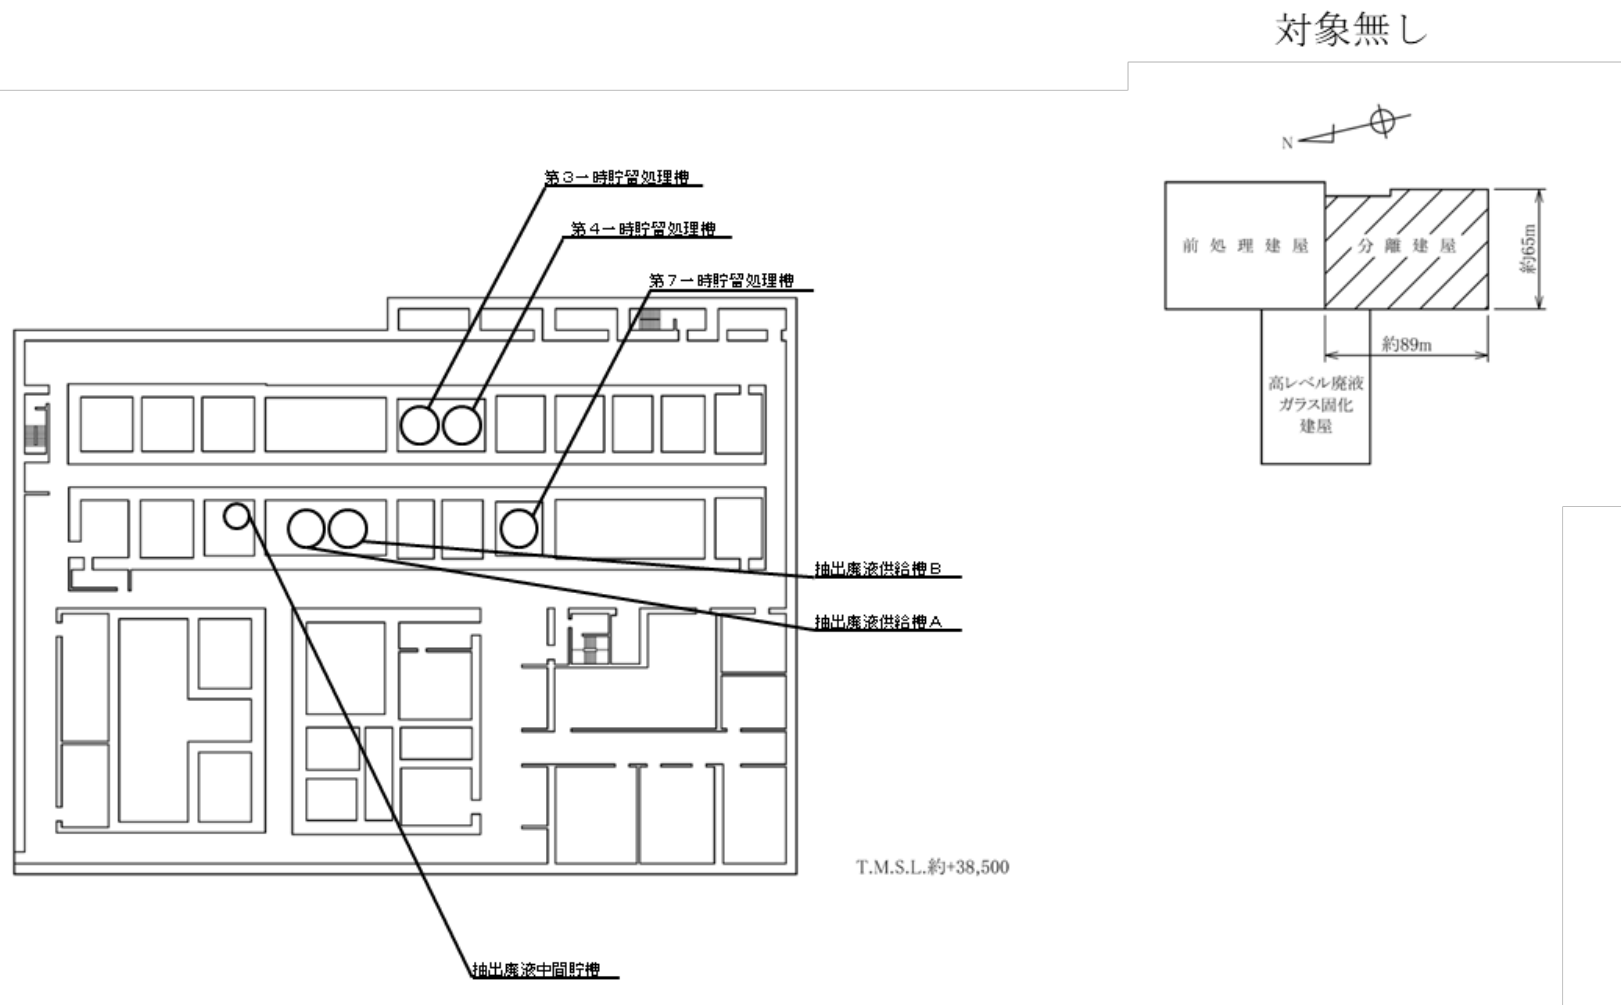 対象無し
N
第3一時貯留処理槽
第4一時貯留処理槽
第7一時貯留処理槽
前処理建屋
分離建屋
約65m
約89m
高レベル廃液
ガラス固化
建屋
抽出廃液供給槽B
抽出廃液供給槽A
T.M.S.L.約+38,500
抽出廃液中間貯槽